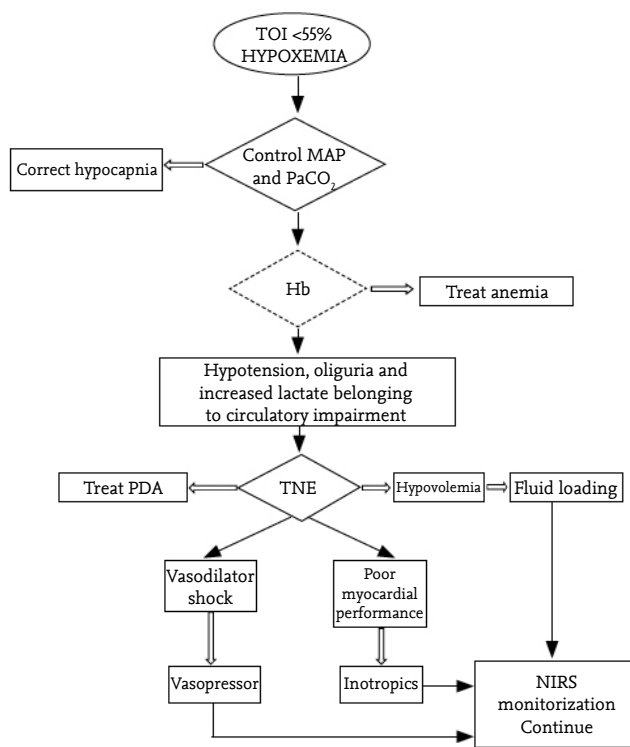 TOI <55%
HYPOXEMIA
Control MAP
and PaCO₂
Correct hypocapnia
Hb
Treat anemia
Hypotension, oliguria and
increased lactate belonging
to circulatory impairment
Treat PDA
TNE
Hypovolemia
Fluid loading
Vasodilator
shock
Poor
myocardial
performance
Vasopressor
Inotropics
NIRS
monitorization
Continue